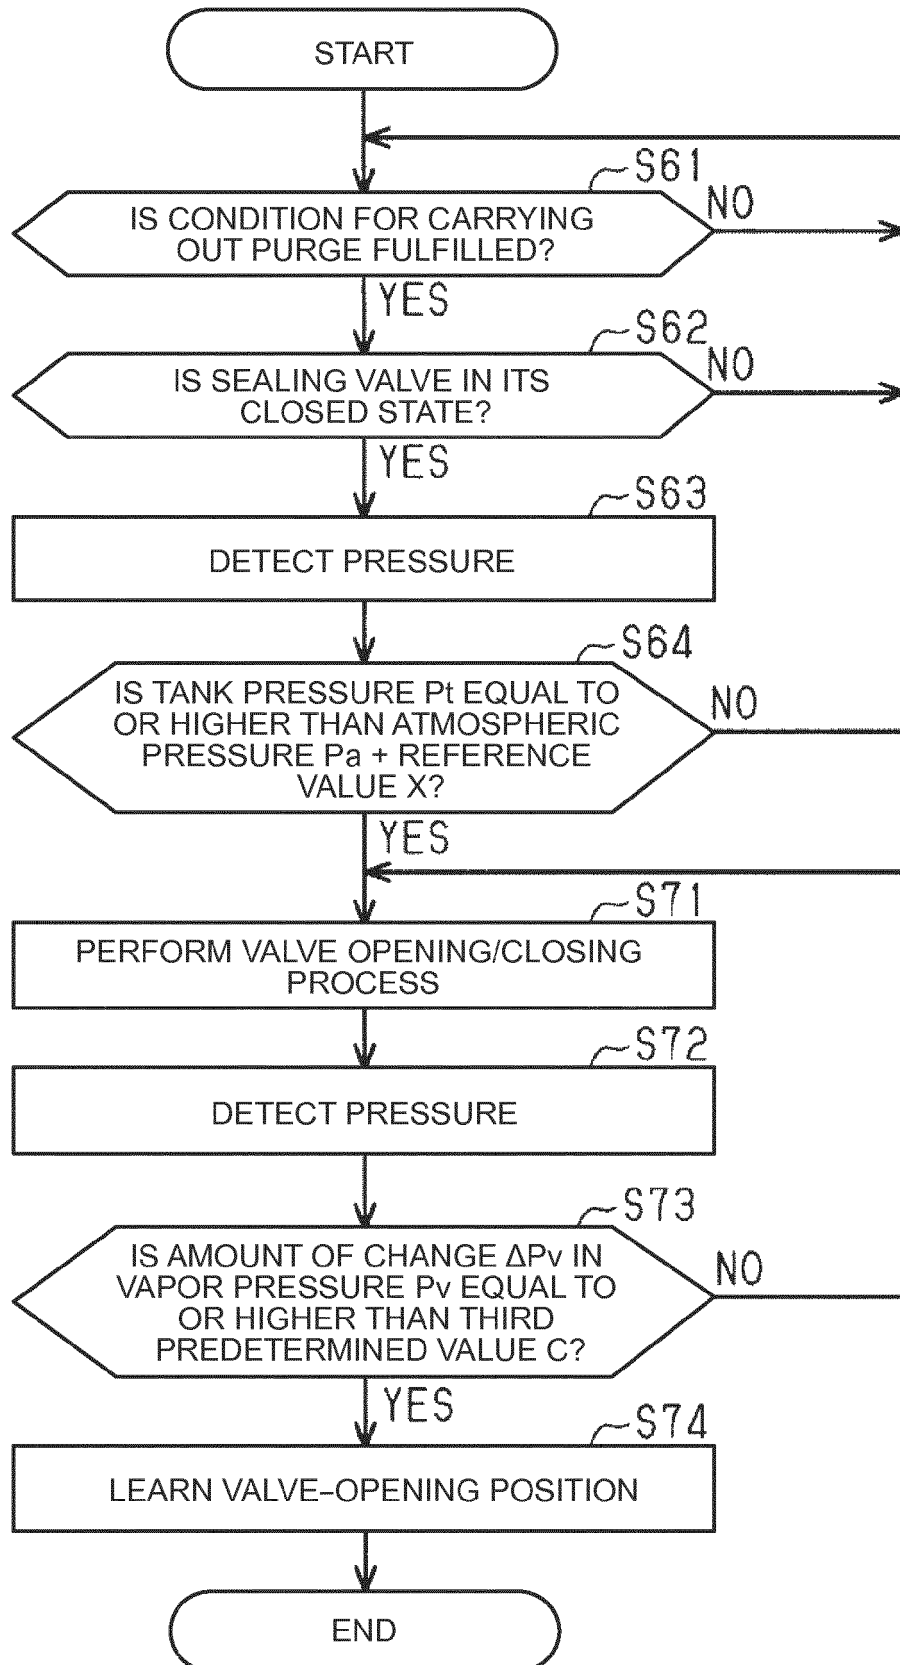 START
S61
IS CONDITION FOR CARRYING
OUT PURGE FULFILLED?
NO
YES
S62
IS SEALING VALVE IN ITS
CLOSED STATE?
NO
YES
S63
DETECT PRESSURE
S64
IS TANK PRESSURE Pt EQUAL TO
OR HIGHER THAN ATMOSPHERIC
PRESSURE Pa + REFERENCE
VALUE X?
NO
YES
S71
PERFORM VALVE OPENING/CLOSING
PROCESS
S72
DETECT PRESSURE
S73
IS AMOUNT OF CHANGE ΔPv IN
VAPOR PRESSURE Pv EQUAL TO
OR HIGHER THAN THIRD
PREDETERMINED VALUE C?
NO
YES
S74
LEARN VALVE–OPENING POSITION
END